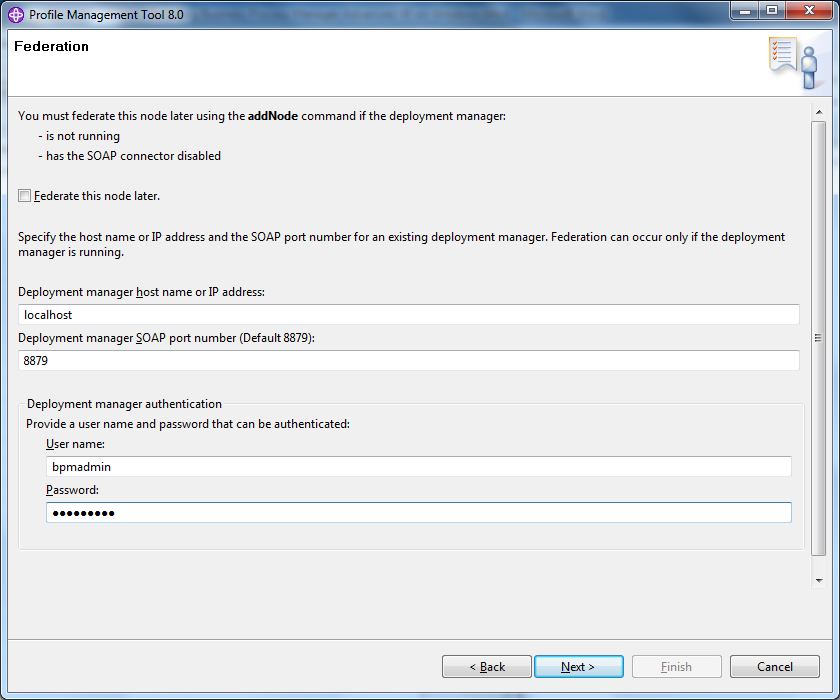 Profile Management Tool 8.0
Federation
You must federate this node later using the addNode command if the deployment manager:
- is not running
- has the SOAP connector disabled
Federate this node later.
Specify the host name or IP address and the SOAP port number for an existing deployment manager. Federation can occur only if the deployment
manager is running.
Deployment manager host name or IP address:
localhost
Deployment manager SOAP port number (Default 8879):
8879
Deployment manager authentication
Provide a user name and password that can be authenticated:
User name:
bpmadmin
Password:
●●●●●●●●●
< Back Next > Finish Cancel